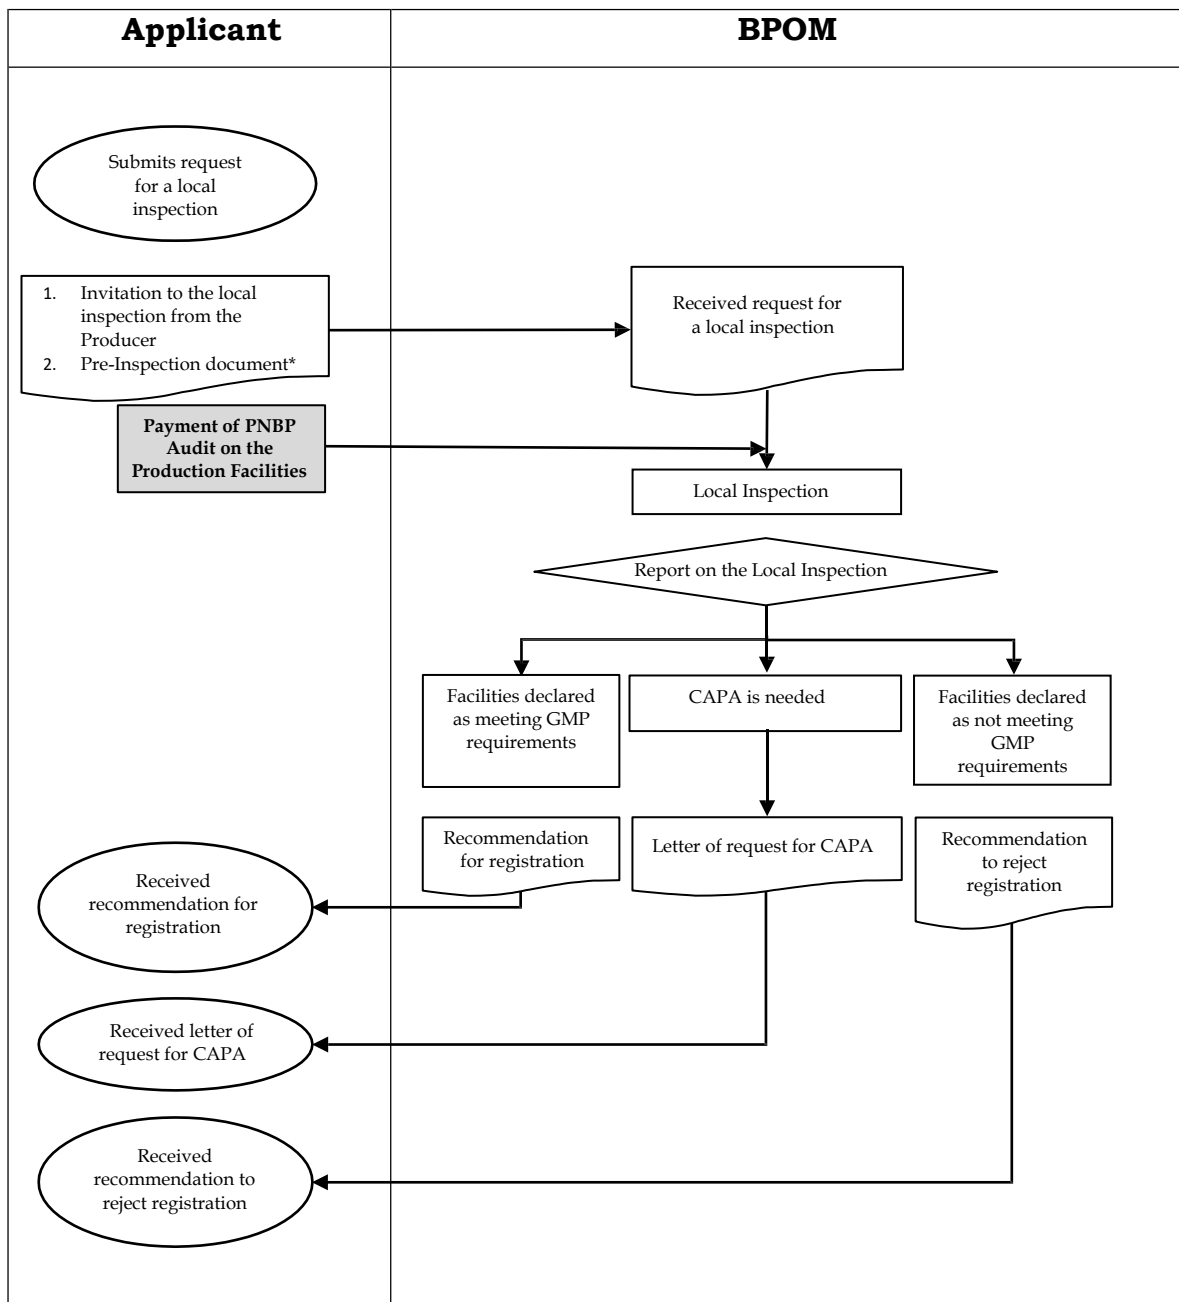 Applicant
BPOM
Submits request
for a local
inspection
1. Invitation to the local
inspection from the
Producer
2. Pre-Inspection document*
Received request for
a local inspection
Payment of PNBP
Audit on the
Production Facilities
Local Inspection
Report on the Local Inspection
Facilities declared
as meeting GMP
requirements
CAPA is needed
Facilities declared
as not meeting
GMP
requirements
Recommendation
for registration
Letter of request for CAPA
Recommendation
to reject
registration
Received
recommendation for
registration
Received letter of
request for CAPA
Received
recommendation to
reject registration